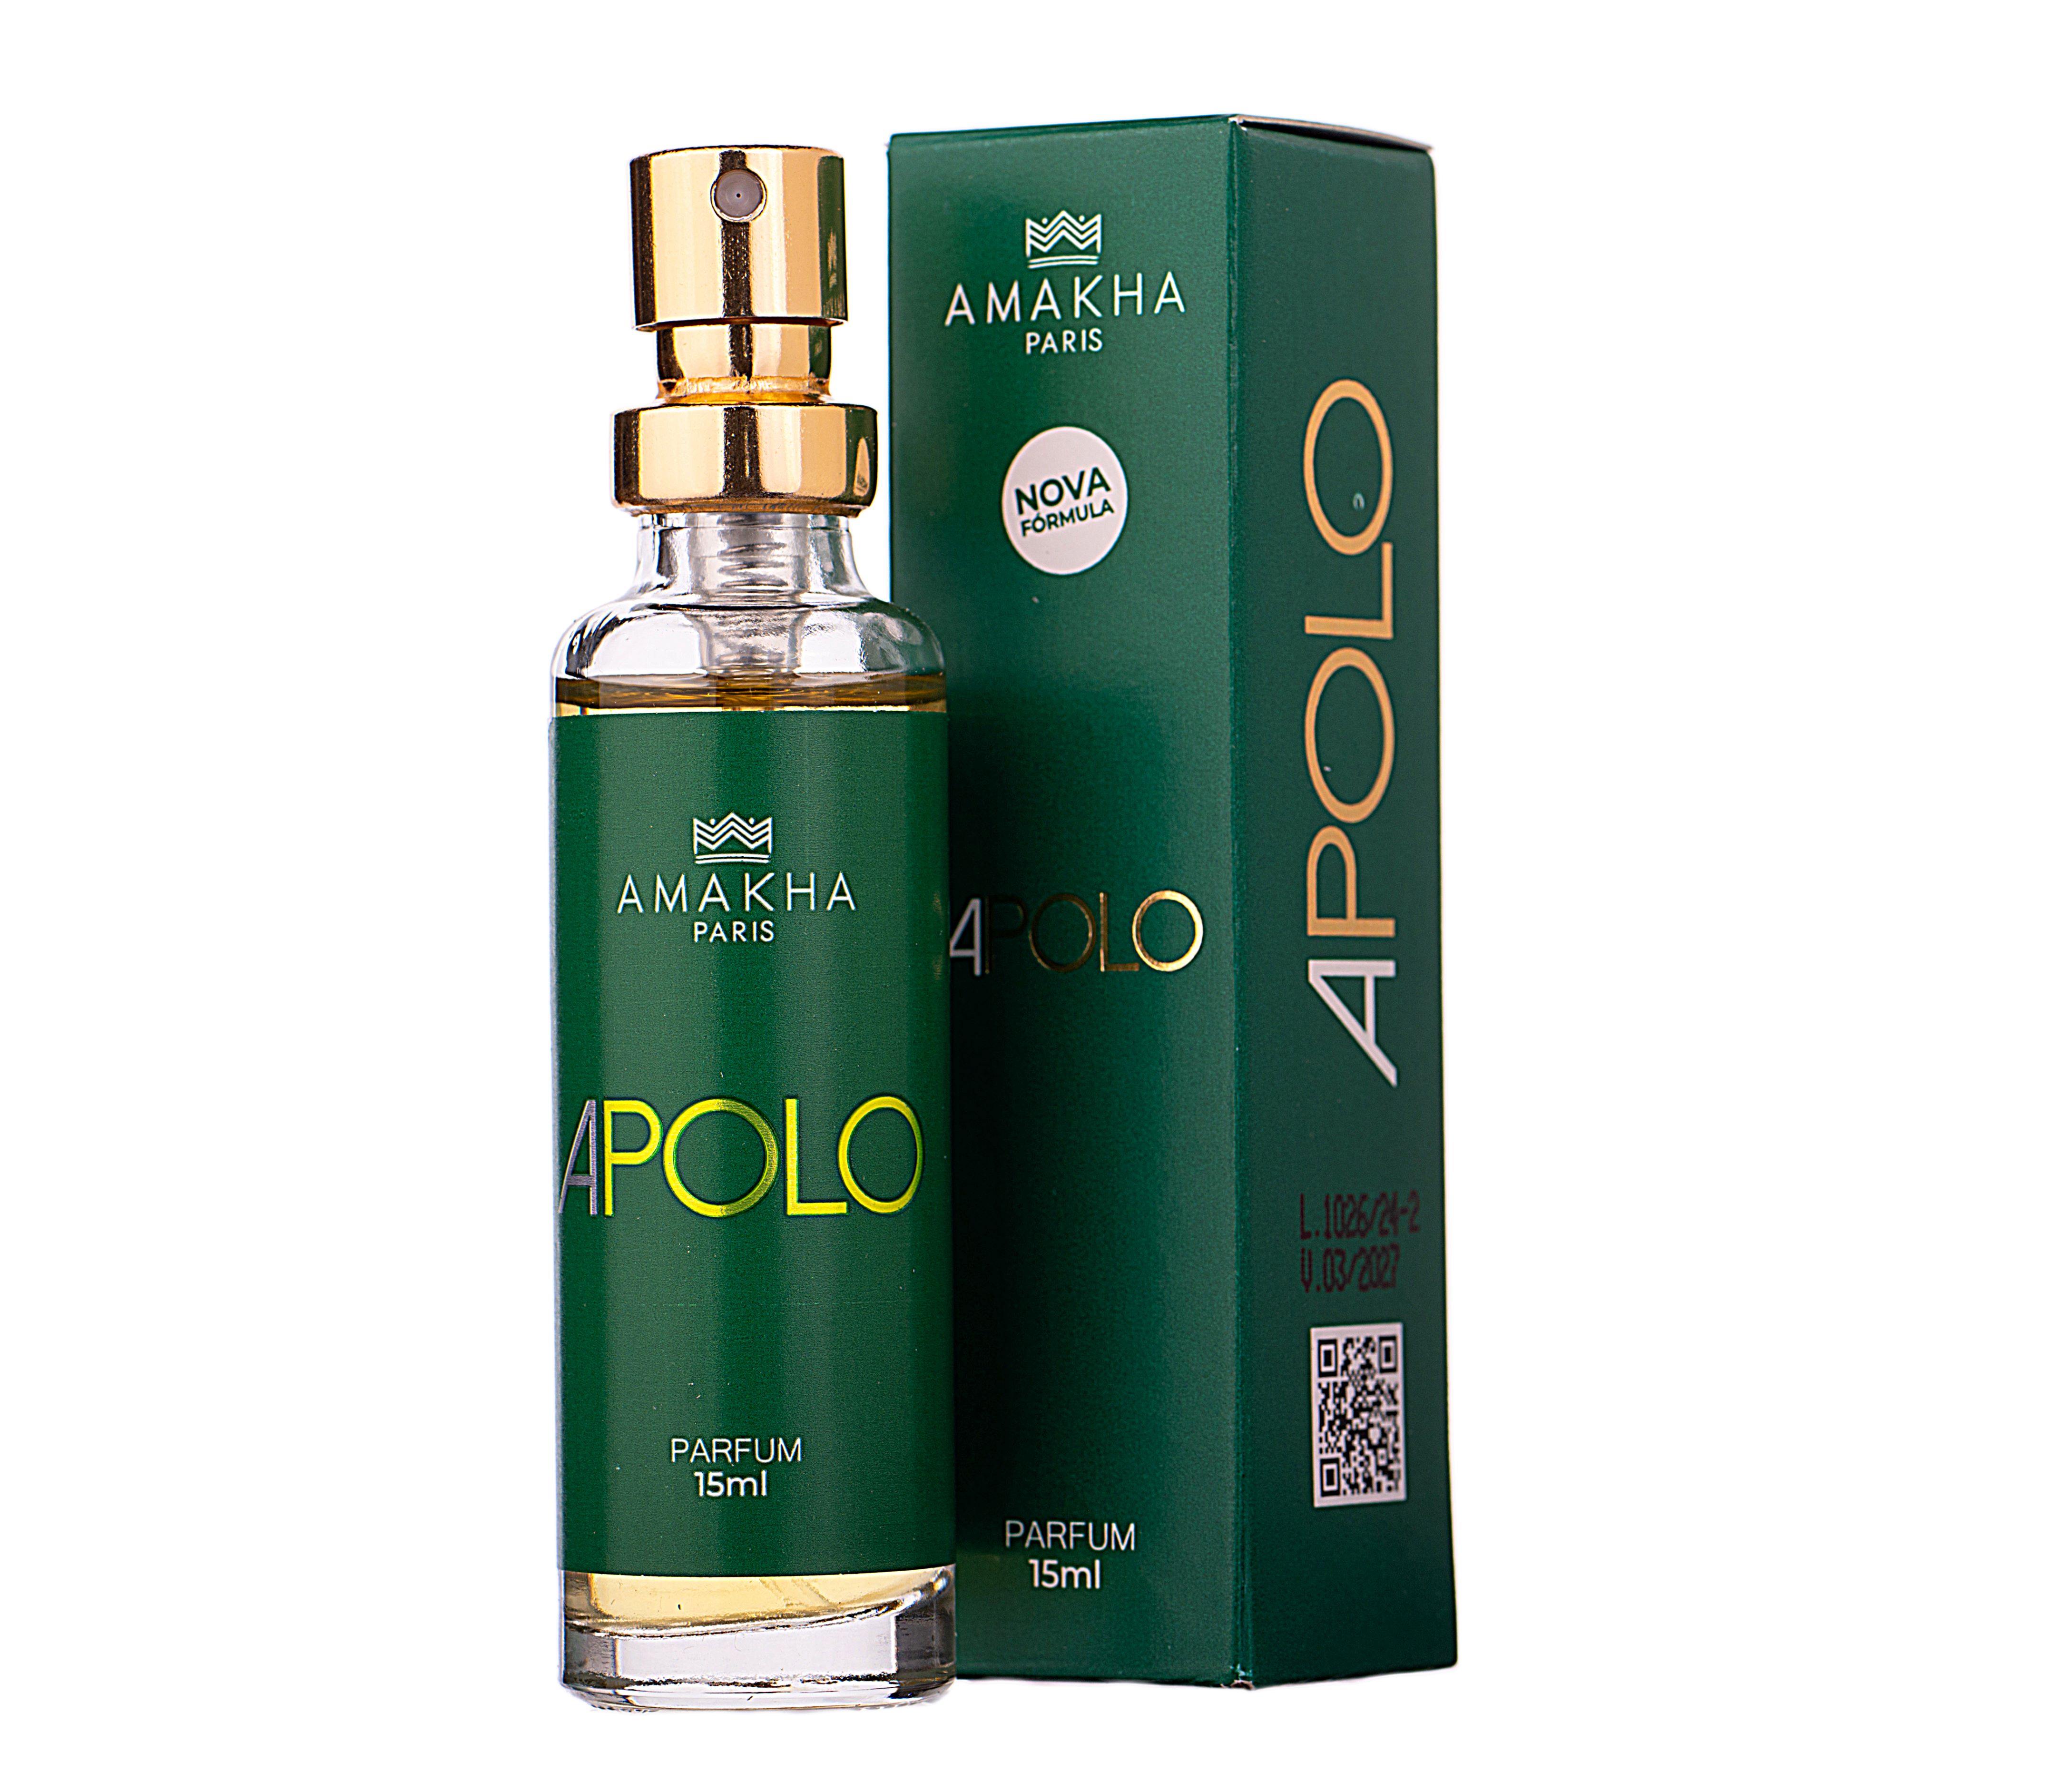 AMAKHA
PARIS
APOLO
PARFUM
15ml
AMAKHA
PARIS
NOVA
FÓRMULA
APOLO
PARFUM
15ml
APOLO
L.1026/24-2
V.03/2027